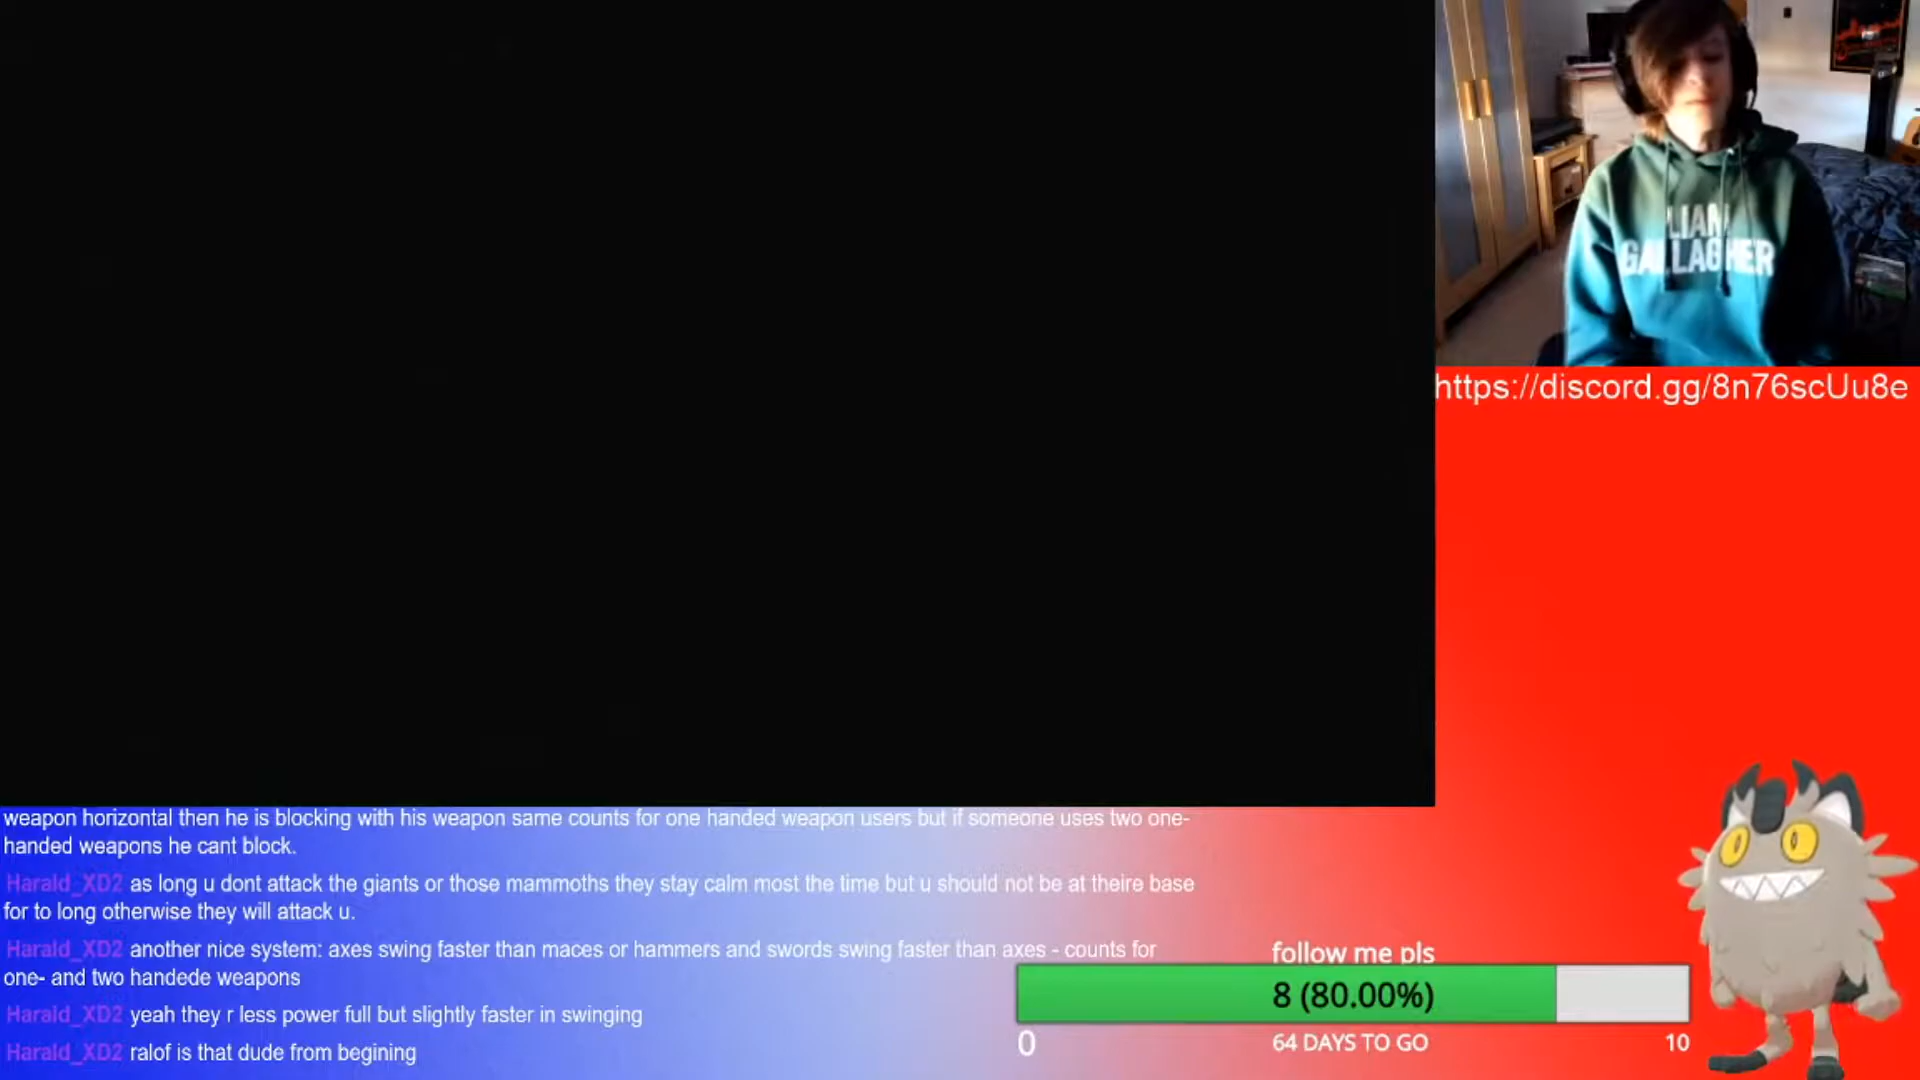 LIAM
GALLAGHER
https://discord.gg/8n76scUu8e
weapon horizontal then he is blocking with his weapon same counts for one handed weapon users but if someone uses two one-
handed weapons he cant block.
Harald_XD2 as long u dont attack the giants or those mammoths they stay calm most the time but u should not be at theire base
for to long otherwise they will attack u.
Harald_XD2 another nice system: axes swing faster than maces or hammers and swords swing faster than axes - counts for
one- and two handede weapons
Harald_XD2 yeah they r less power full but slightly faster in swinging
Harald_XD2 ralof is that dude from begining
follow me pls
8 (80.00%)
0
64 DAYS TO GO
10